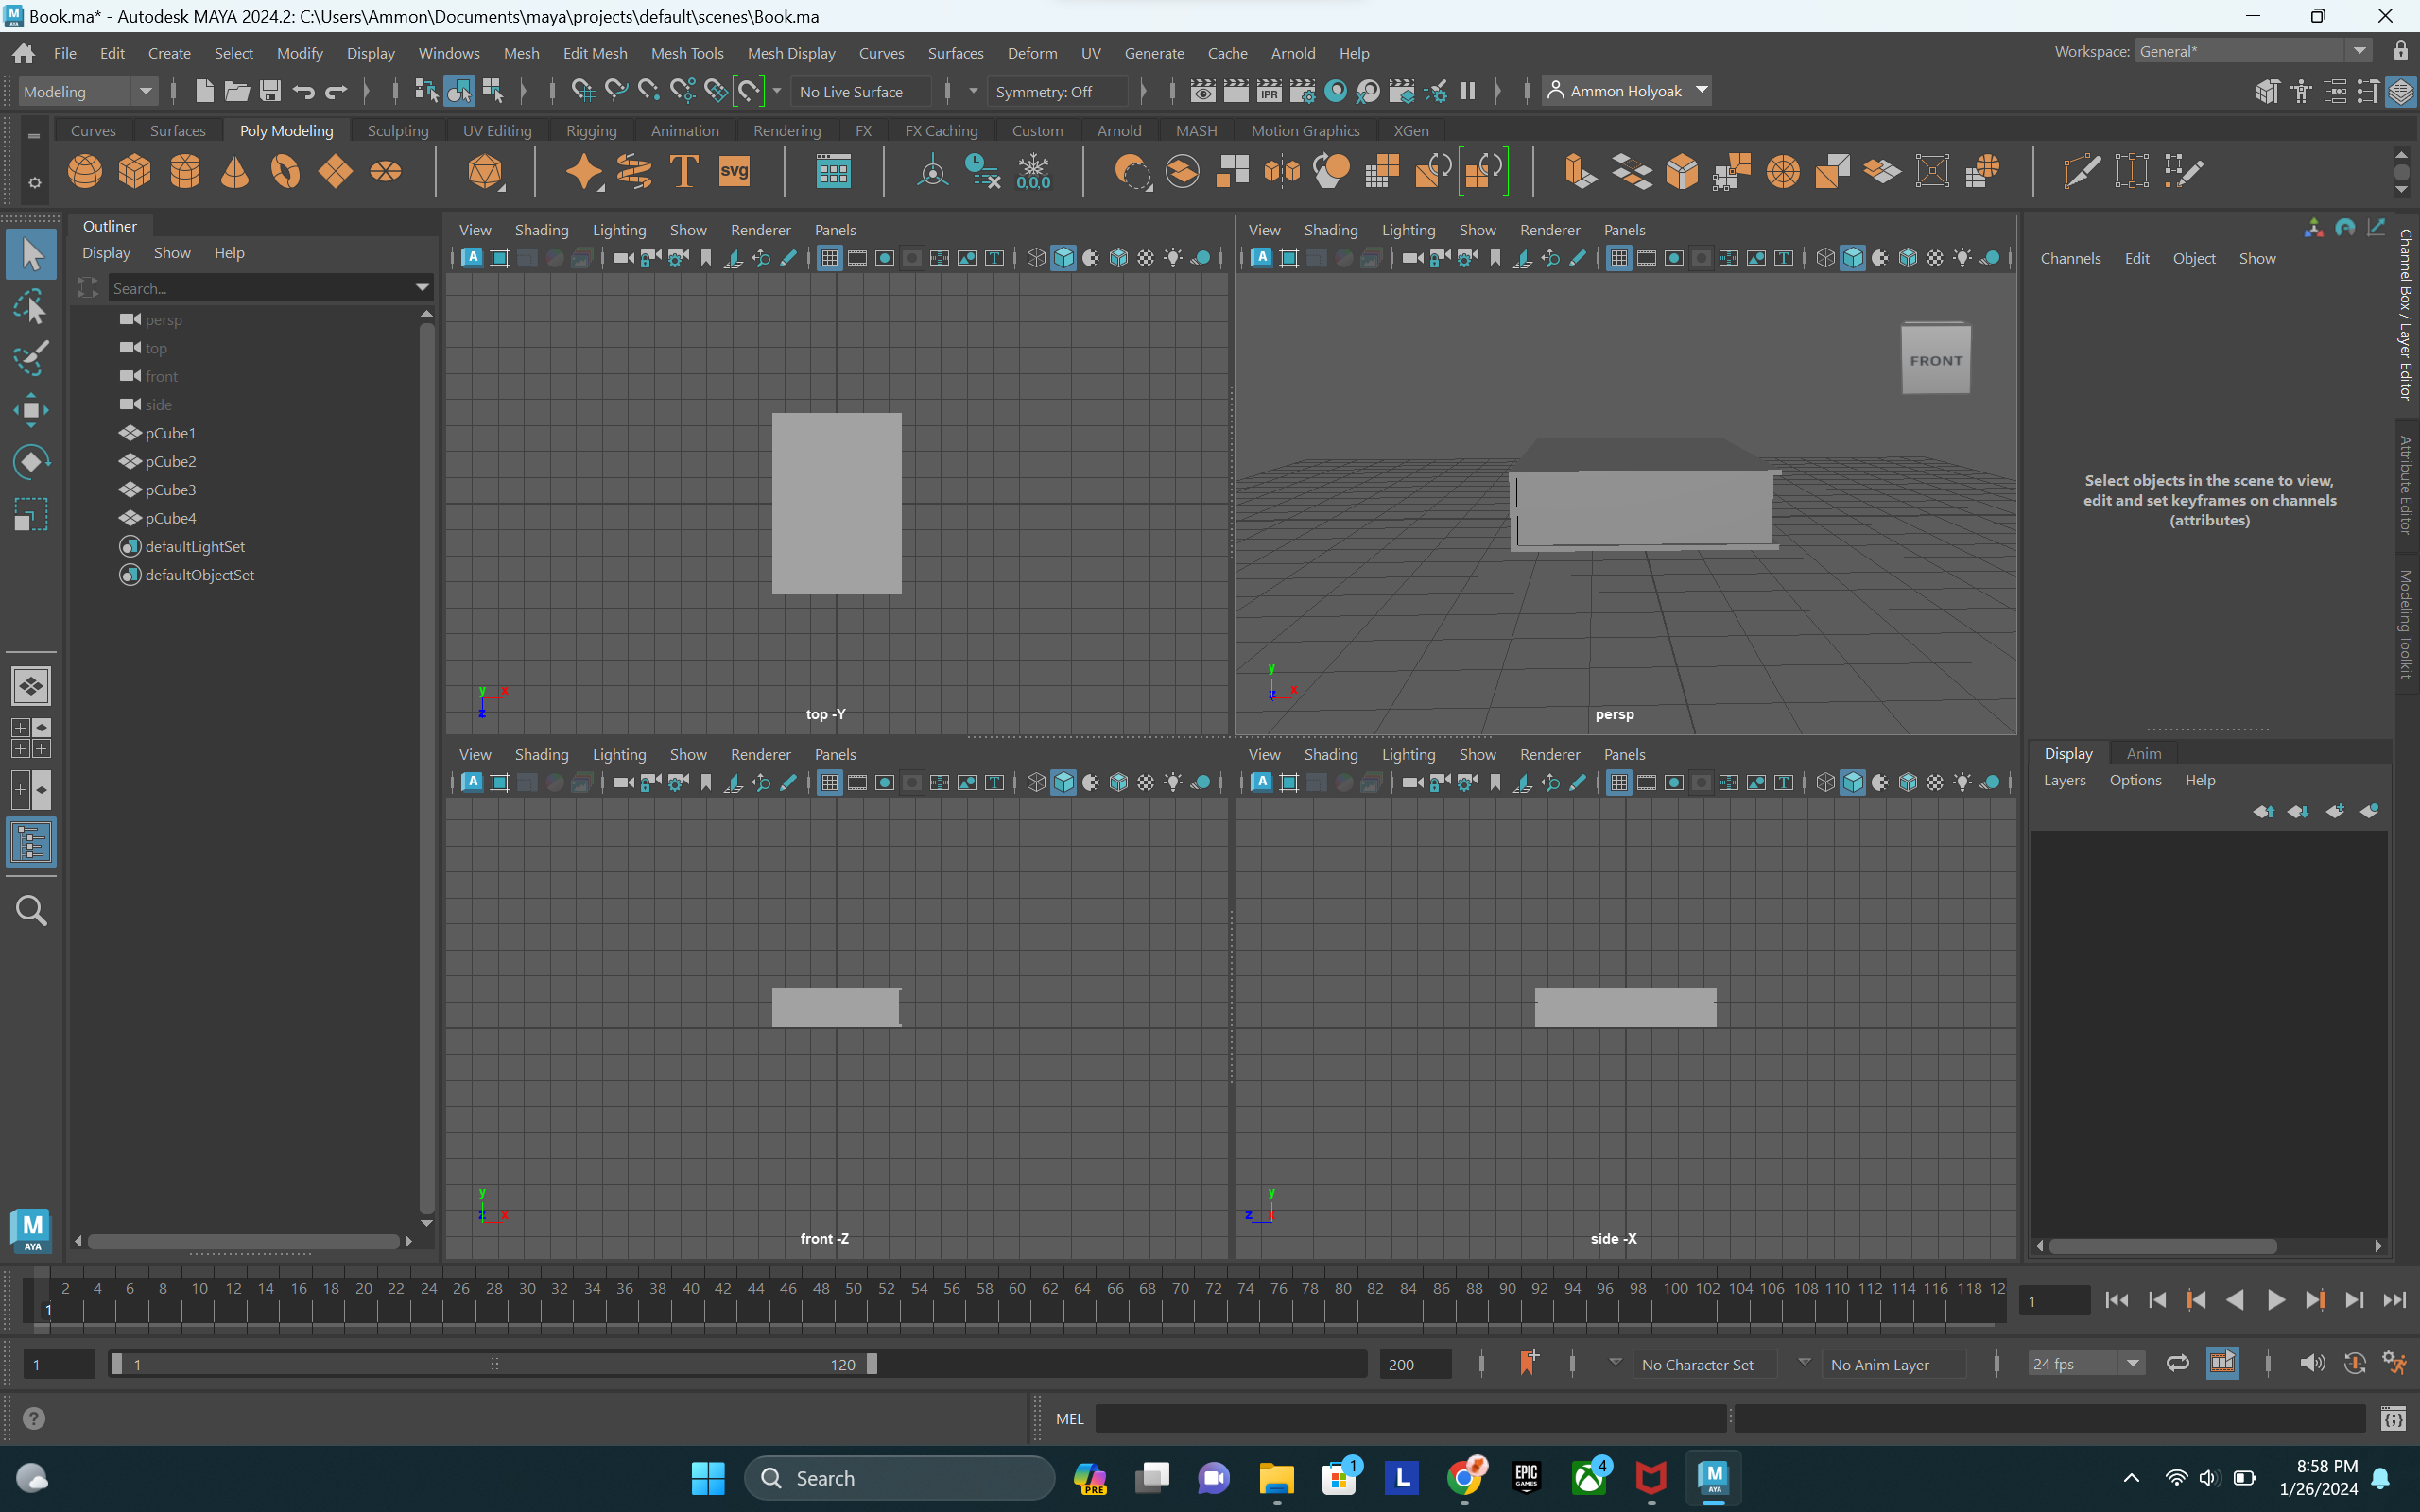 Book.ma* - Autodesk MAYA 2024.2: C:\Users\Ammon\Documents\maya\projects\default\scenes\Book.ma
File Edit Create Select Modify Display Windows Mesh Edit Mesh Mesh Tools Mesh Display Curves Surfaces Deform UV Generate Cache Arnold Help
Workspace: General*
Modeling
No Live Surface
Symmetry: Off
IPR
Ammon Holyoak
Curves Surfaces Poly Modeling Sculpting UV Editing Rigging Animation Rendering FX FX Caching Custom Arnold MASH Motion Graphics XGen
T
svg
0,0,0
Outliner
Display Show Help
Search...
persp
top
front
side
pCube1
pCube2
pCube3
pCube4
defaultLightSet
defaultObjectSet
View Shading Lighting Show Renderer Panels
y x
z
top -Y
View Shading Lighting Show Renderer Panels
FRONT
y
z x
persp
View Shading Lighting Show Renderer Panels
y
z x
front -Z
View Shading Lighting Show Renderer Panels
y
z
side -X
Channels Edit Object Show
Select objects in the scene to view,
edit and set keyframes on channels
(attributes)
Channel Box / Layer Editor
Attribute Editor
Modeling Toolkit
Display Anim
Layers Options Help
M
AYA
2 4 6 8 10 12 14 16 18 20 22 24 26 28 30 32 34 36 38 40 42 44 46 48 50 52 54 56 58 60 62 64 66 68 70 72 74 76 78 80 82 84 86 88 90 92 94 96 98 100 102 104 106 108 110 112 114 116 118 12
1
1
1
1
120
200
No Character Set
No Anim Layer
24 fps
MEL
Search
PRE
1
L
EPIC
GAMES
4
M
AYA
8:58 PM
1/26/2024